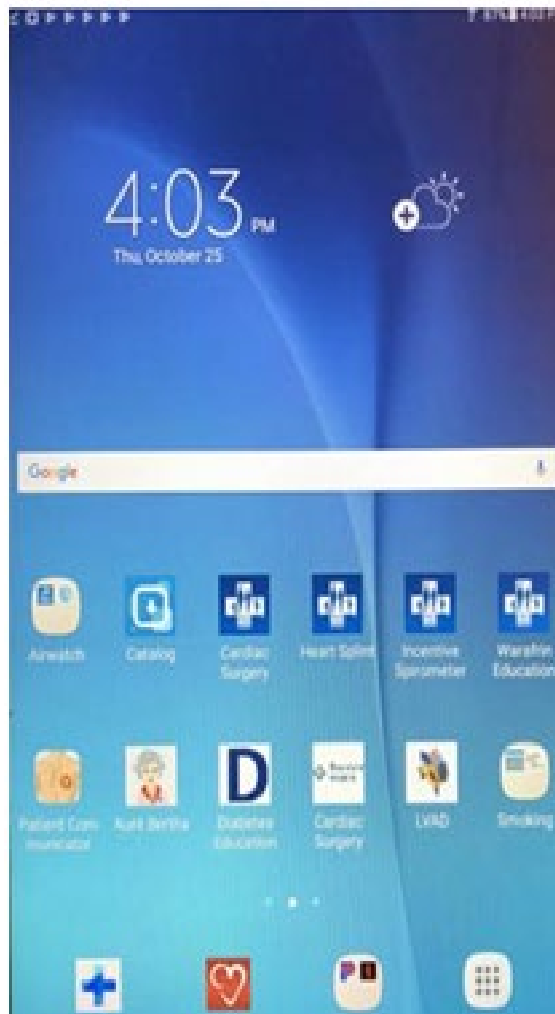 4:03 PM
Thu, October 25
Google
Airwatch
Catalog
Cardiac
Surgery
Heart Splint
Incentive
Spirometer
Warafrin
Education
Patient Com
municator
Aunt Bertha
D
Diabetes
Education
Cardiac
Surgery
LVAD
Smoking